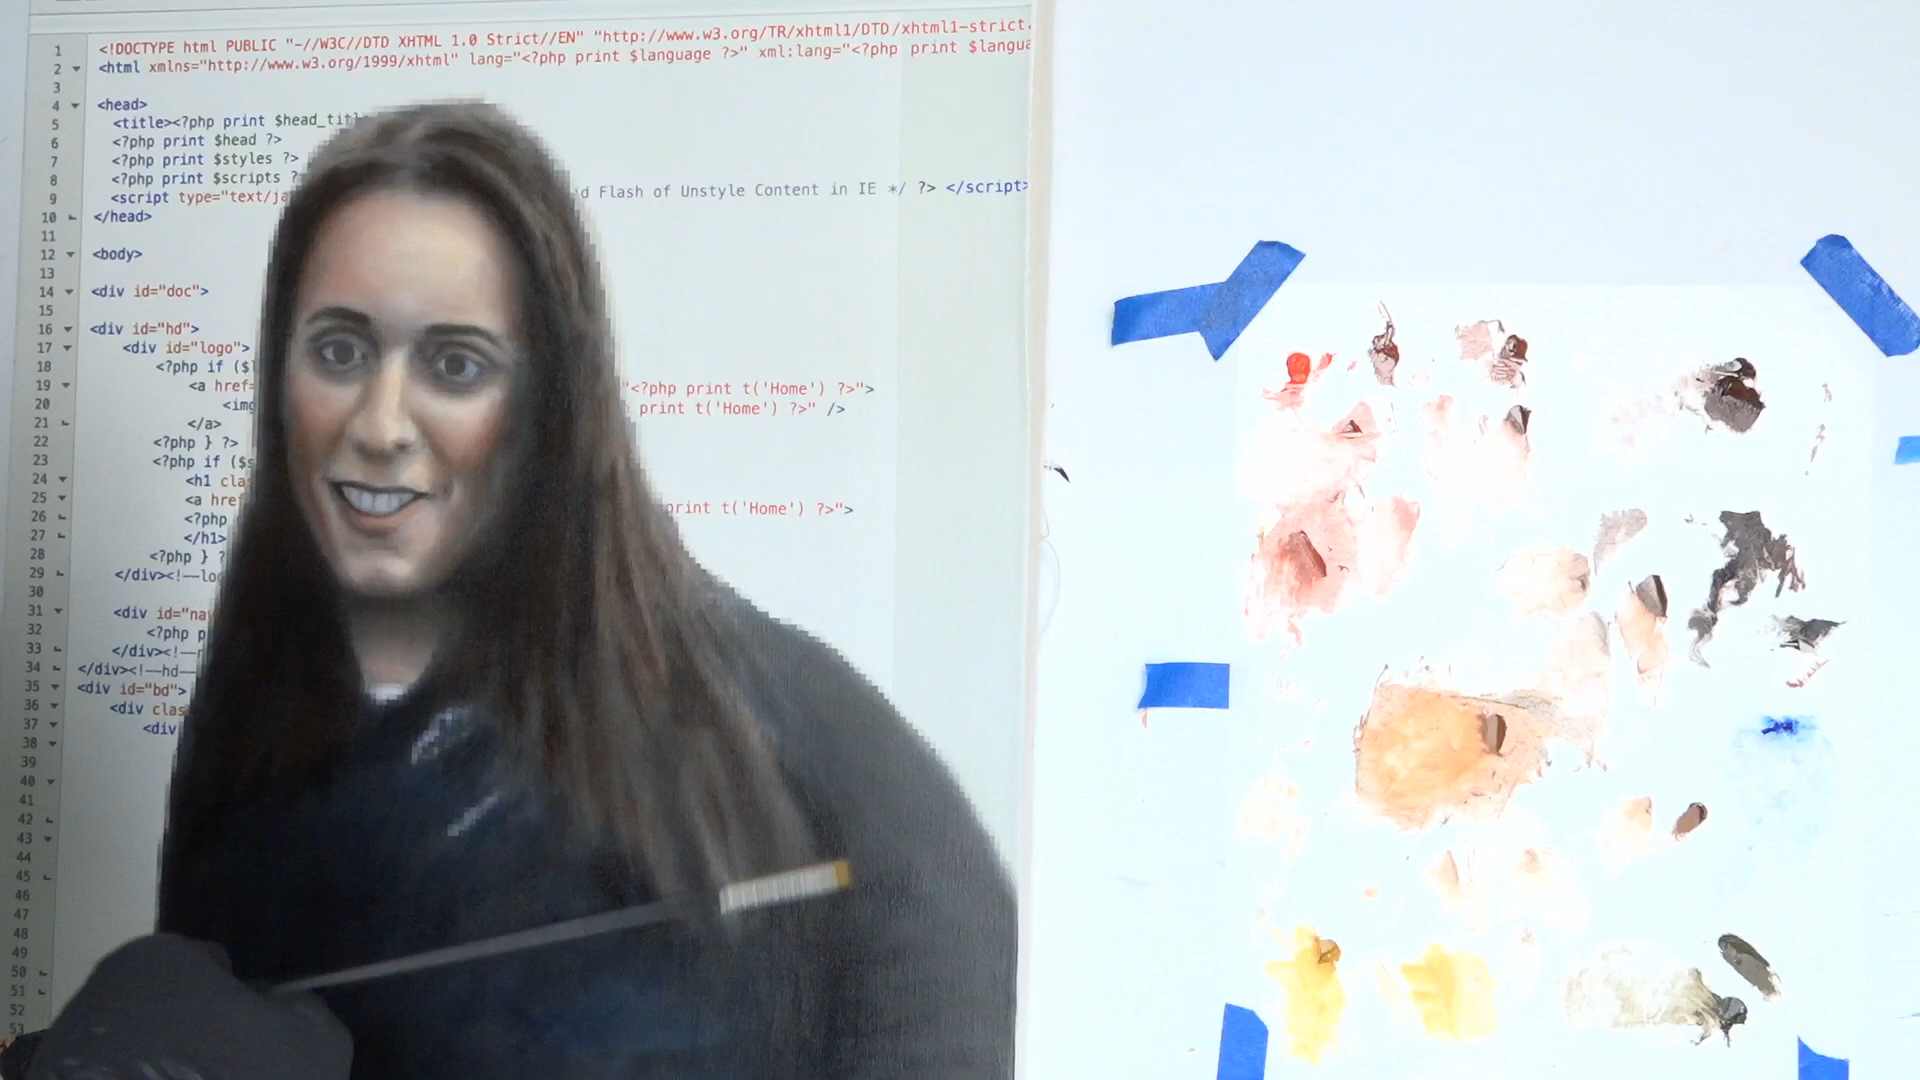 1 <!DOCTYPE html PUBLIC "-//W3C//DTD XHTML 1.0 Strict//EN" "http://www.w3.org/TR/xhtml1/DTD/xhtml1-strict.
2 <html xmlns="http://www.w3.org/1999/xhtml" lang="<?php print $language ?>" xml:lang="<?php print $langua
3
4 <head>
5 <title><?php print $head_titl
6 <?php print $head ?>
7 <?php print $styles ?>
8 <?php print $scripts ?
9 <script type="text/ja d Flash of Unstyle Content in IE */ ?> </script>
10 </head>
11
12 <body>
13
14 <div id="doc">
15
16 <div id="hd">
17 <div id="logo">
18 <?php if ($l
19 <a href= "<?php print t('Home') ?>">
20 <img print t('Home') ?>" />
21 </a>
22 <?php } ?>
23 <?php if ($s
24 <h1 clas
25 <a href print t('Home') ?>">
26 <?php
27 </h1>
28 <?php } ?
29 </div><!--log
30
31 <div id="nav
32 <?php p
33 </div><!--n
34 </div><!--hd--
35 <div id="bd">
36 <div clas
37 <div
38
39
40
41
42
43
44
45
46
47
48
49
50
51
52
53